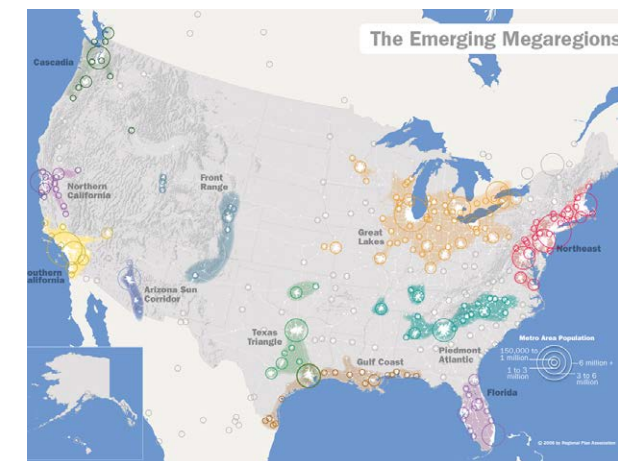 The Emerging Megaregions
Cascadia
Northern
California
Front
Range
Great
Lakes
Northeast
outhern
alifornia
Arizona Sun
Corridor
Texas
Triangle
Gulf Coast
Piedmont
Atlantic
Florida
Metro Area Population
150,000 to
1 million
1 to 3
million
6 million +
3 to 6
million
by Regional Plan Association